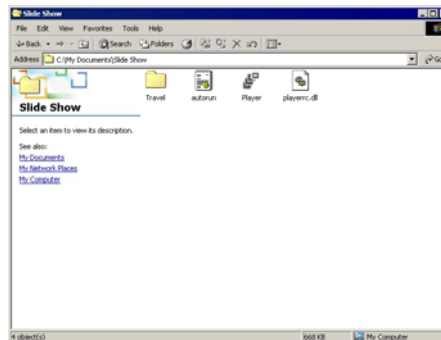 Slide Show
File Edit View Favorites Tools Help
Back Search Folders
Address C:\My Documents\Slide Show Go
Travel autorun Player playerrc.dll
Slide Show
Select an item to view its description.
See also:
My Documents
My Network Places
My Computer
4 object(s) 668 KB My Computer